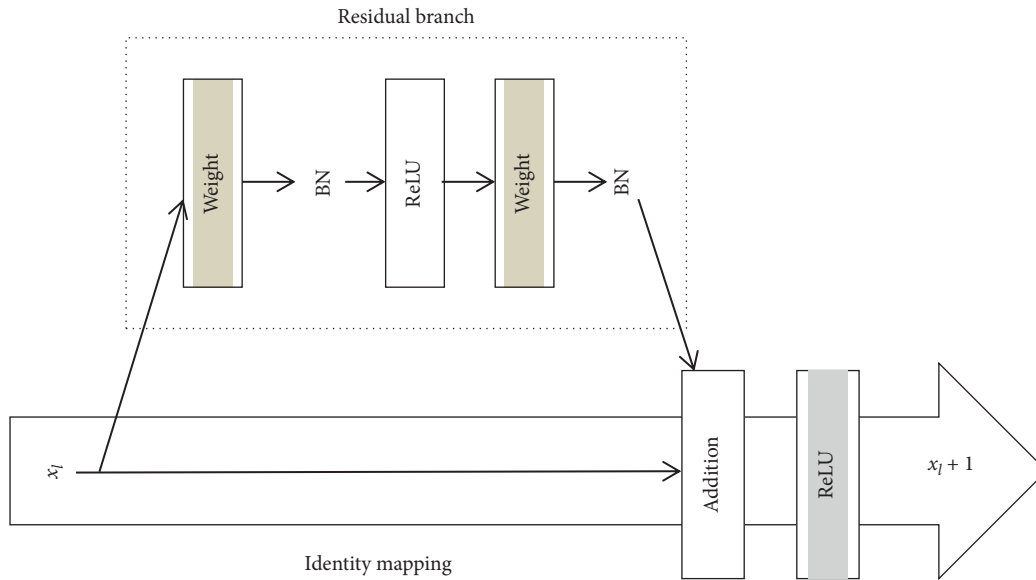 Residual branch
Weight
BN
ReLU
Weight
BN
x_l
Addition
ReLU
x_l + 1
Identity mapping